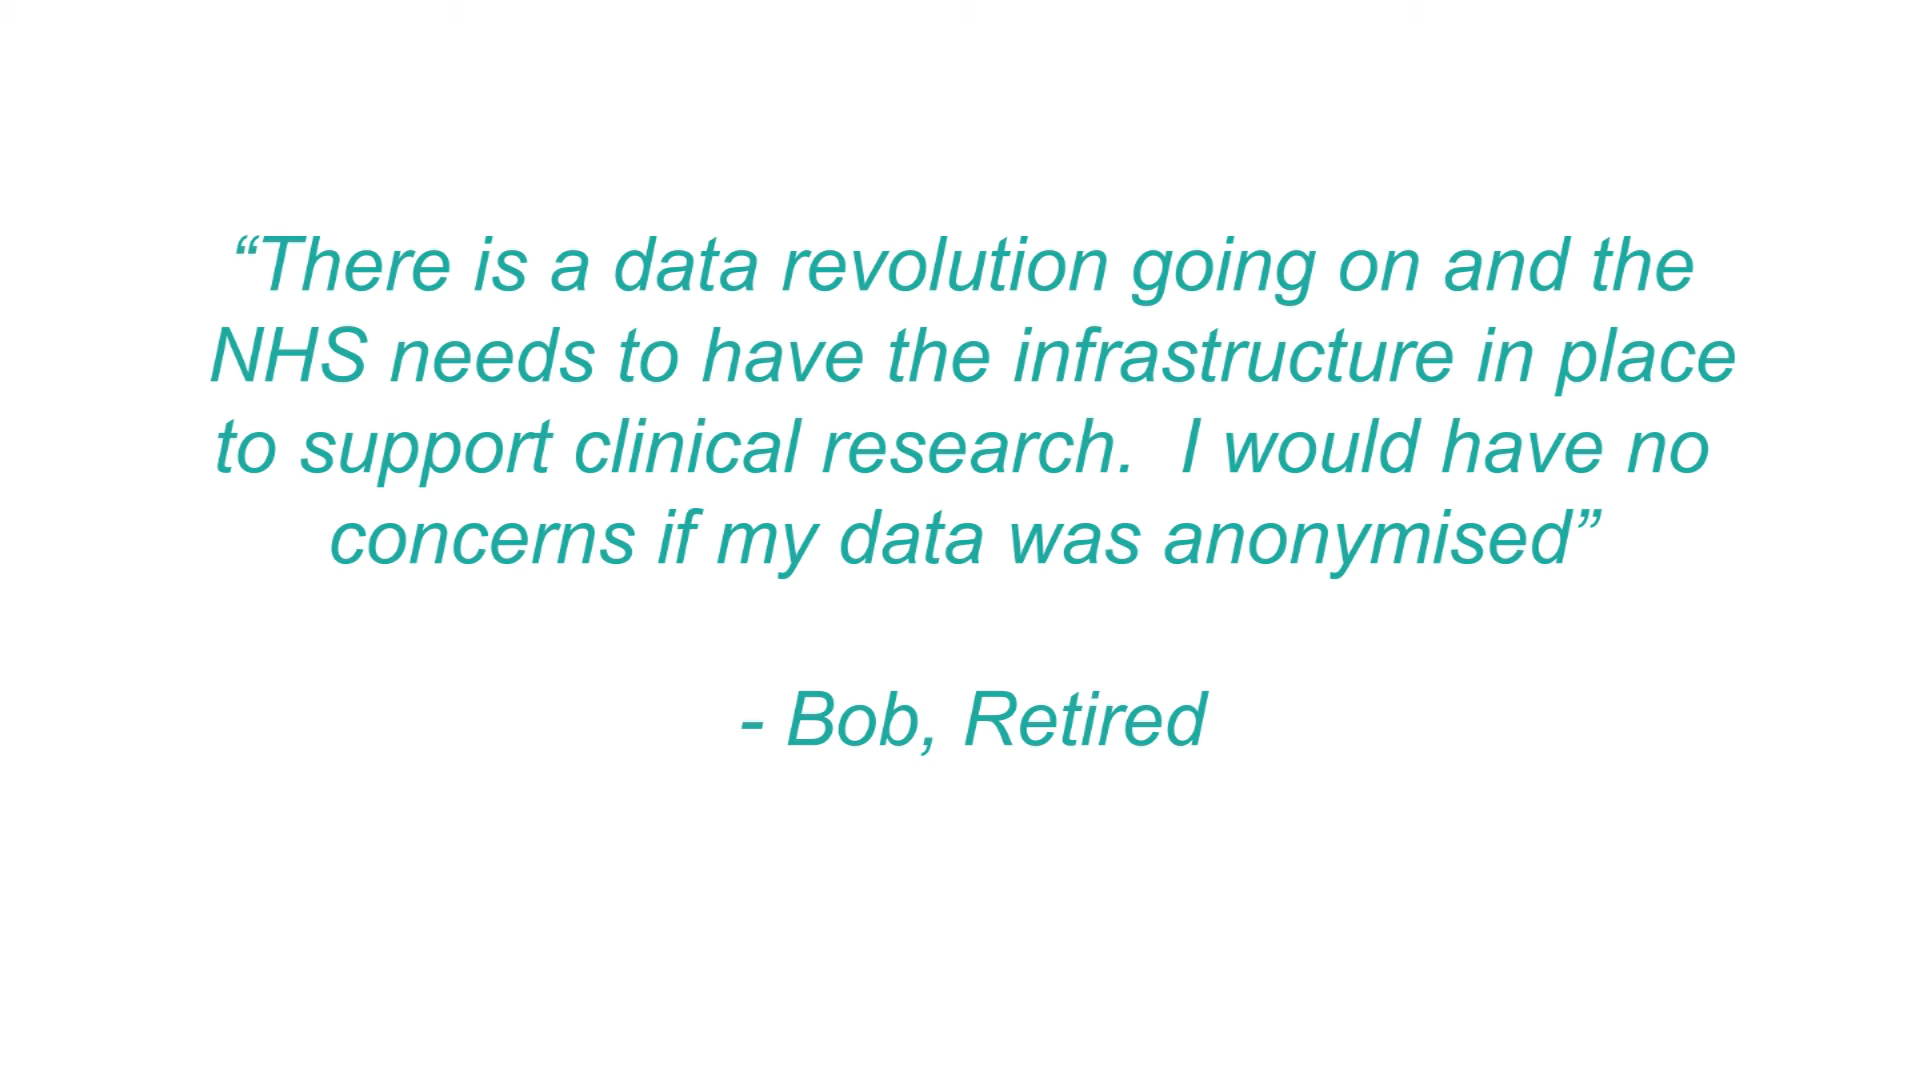 “There is a data revolution going on and the
NHS needs to have the infrastructure in place
to support clinical research.  I would have no
concerns if my data was anonymised”
- Bob, Retired